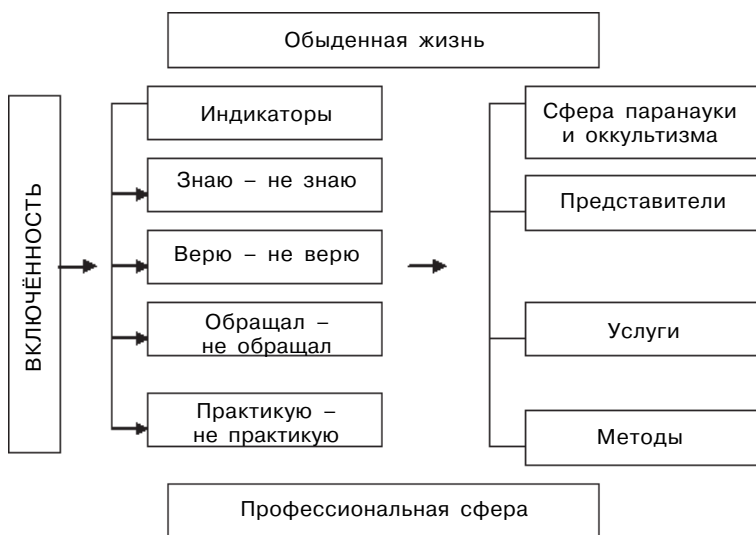 Обыденная жизнь
ВКЛЮЧЁННОСТЬ
Индикаторы
Знаю – не знаю
Верю – не верю
Обращал –
не обращал
Практикую –
не практикую
Сфера паранауки
и оккультизма
Представители
Услуги
Методы
Профессиональная сфера